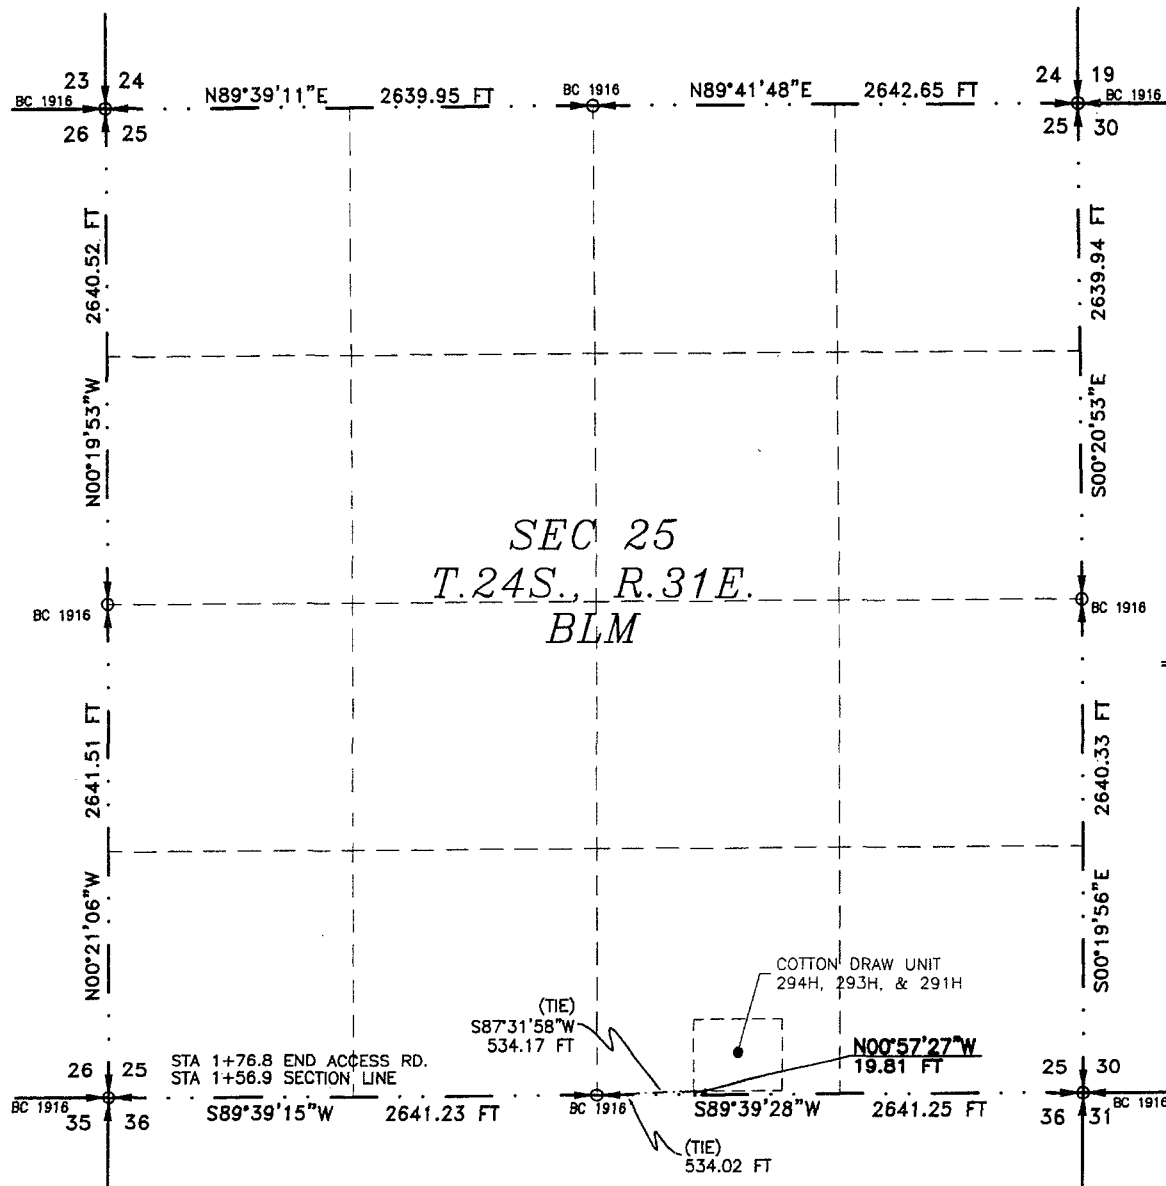 23 24
BC 1916
26 25
N89°39'11"E 2639.95 FT
BC 1916
N89°41'48"E 2642.65 FT
24 19
BC 1916
25 30
2640.52 FT
N00°19'53"W
2639.94 FT
S00°20'53"E
SEC 25
T.24S., R.31E.
BLM
BC 1916
BC 1916
2641.51 FT
N00°21'06"W
2640.33 FT
S00°19'56"E
COTTON DRAW UNIT
294H, 293H, & 291H
(TIE)
S87°31'58"W
534.17 FT
N00°57'27"W
19.81 FT
STA 1+76.8 END ACCESS RD.
STA 1+56.9 SECTION LINE
26 25
BC 1916
35 36
S89°39'15"W 2641.23 FT
BC 1916
S89°39'28"W 2641.25 FT
25 30
BC 1916
36 31
(TIE)
534.02 FT